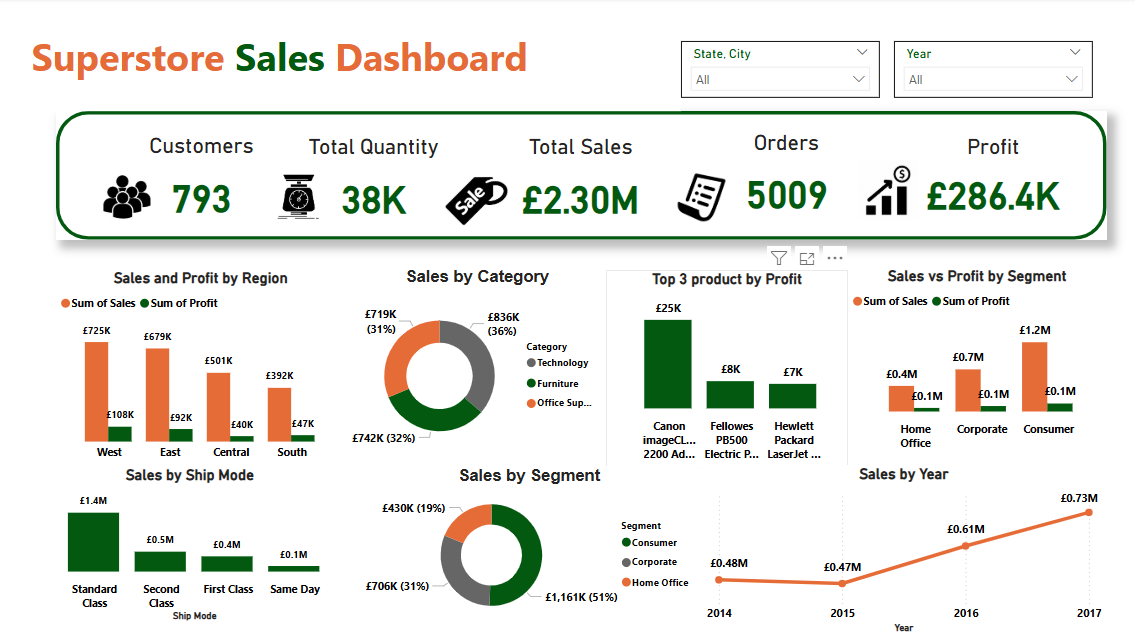 Superstore Sales Dashboard
State, City
All
Year
All
Customers
793
Total Quantity
38K
Sale
Total Sales
£2.30M
Orders
5009
$
Profit
£286.4K
Sales and Profit by Region
Sum of Sales Sum of Profit
£725K
£108K
£679K
£92K
£501K
£40K
£392K
£47K
West East Central South
Sales by Category
£719K
(31%)
£836K
(36%)
£742K (32%)
Category
Technology
Furniture
Office Sup...
Top 3 product by Profit
£25K
£8K
£7K
Canon
imageCL...
2200 Ad...
Fellowes
PB500
Electric P...
Hewlett
Packard
LaserJet ...
Sales vs Profit by Segment
Sum of Sales Sum of Profit
£0.4M
£0.1M
£0.7M
£0.1M
£1.2M
£0.1M
Home
Office
Corporate
Consumer
Sales by Ship Mode
£1.4M
£0.5M
£0.4M
£0.1M
Standard
Class
Second
Class
First Class
Same Day
Ship Mode
Sales by Segment
£430K (19%)
£706K (31%)
£1,161K (51%)
Segment
Consumer
Corporate
Home Office
Sales by Year
£0.48M
£0.47M
£0.61M
£0.73M
2014 2015 2016 2017
Year